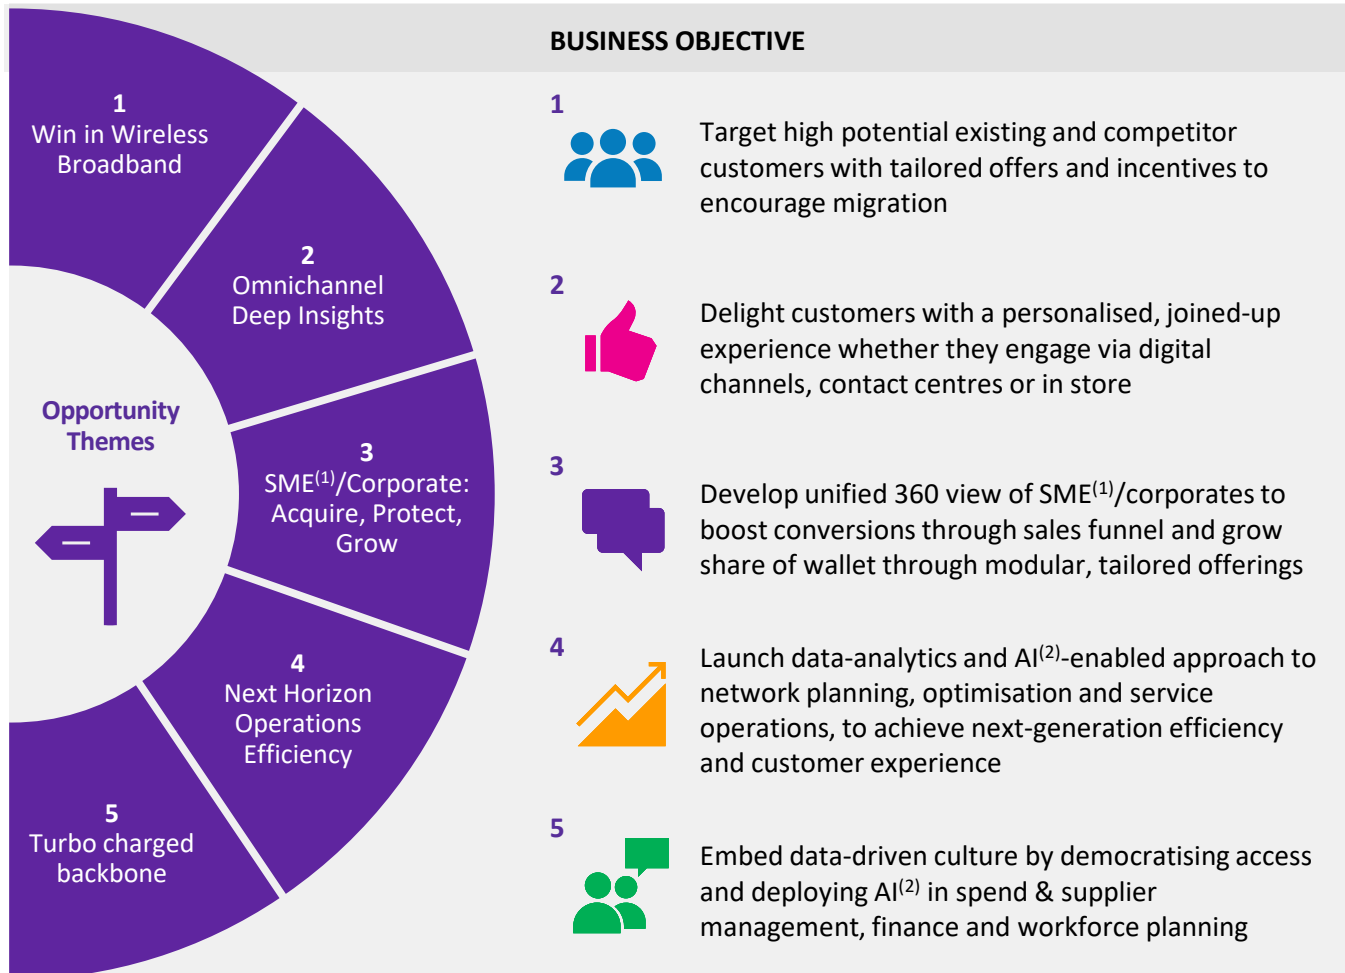 BUSINESS OBJECTIVE
1
Win in Wireless
Broadband
2
Omnichannel
Deep Insights
Opportunity
Themes
3
SME(1)/Corporate:
Acquire, Protect,
Grow
4
Next Horizon
Operations
Efficiency
5
Turbo charged
backbone
1
Target high potential existing and competitor
customers with tailored offers and incentives to
encourage migration
2
Delight customers with a personalised, joined-up
experience whether they engage via digital
channels, contact centres or in store
3
Develop unified 360 view of SME(1)/corporates to
boost conversions through sales funnel and grow
share of wallet through modular, tailored offerings
4
Launch data-analytics and AI(2)-enabled approach to
network planning, optimisation and service
operations, to achieve next-generation efficiency
and customer experience
5
Embed data-driven culture by democratising access
and deploying AI(2) in spend & supplier
management, finance and workforce planning